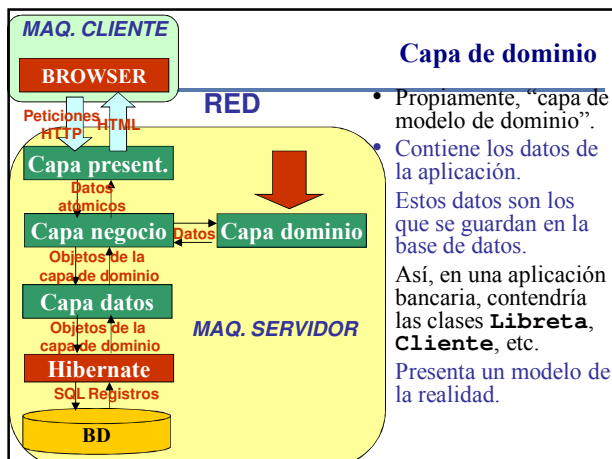 MAQ. CLIENTE
BROWSER
RED
Peticiones
HTTP
HTML
Capa present.
Datos
atómicos
Capa negocio
Datos
Capa dominio
Objetos de la
capa de dominio
Capa datos
MAQ. SERVIDOR
Objetos de la
capa de dominio
Hibernate
SQL Registros
BD
Capa de dominio
• Propiamente, “capa de
modelo de dominio”.
• Contiene los datos de
la aplicación.
Estos datos son los
que se guardan en la
base de datos.
Así, en una aplicación
bancaria, contendría
las clases Libreta,
Cliente, etc.
Presenta un modelo de
la realidad.